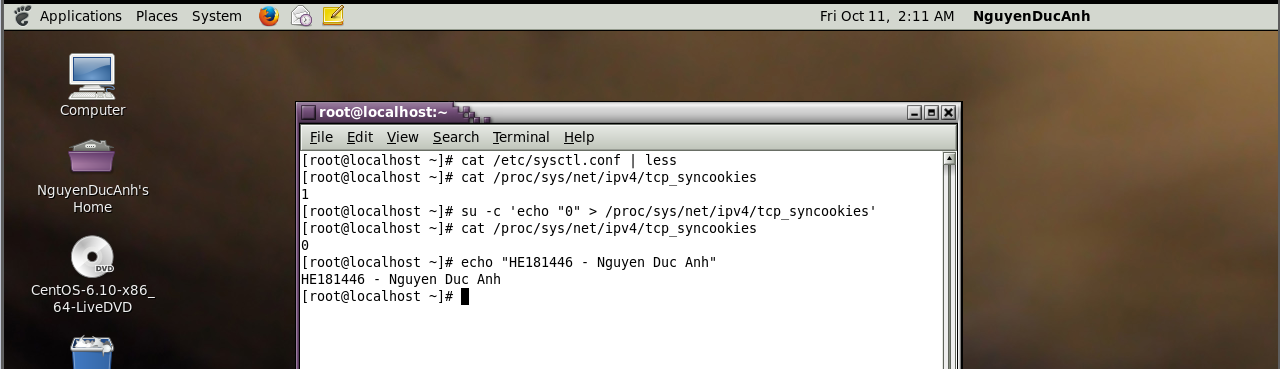 Applications Places System Fri Oct 11, 2:11 AM NguyenDucAnh
Computer
NguyenDucAnh's
Home
DVD
CentOS-6.10-x86_
64-LiveDVD
root@localhost:~
File Edit View Search Terminal Help
[root@localhost ~]# cat /etc/sysctl.conf | less
[root@localhost ~]# cat /proc/sys/net/ipv4/tcp_syncookies
1
[root@localhost ~]# su -c 'echo "0" > /proc/sys/net/ipv4/tcp_syncookies'
[root@localhost ~]# cat /proc/sys/net/ipv4/tcp_syncookies
0
[root@localhost ~]# echo "HE181446 - Nguyen Duc Anh"
HE181446 - Nguyen Duc Anh
[root@localhost ~]#